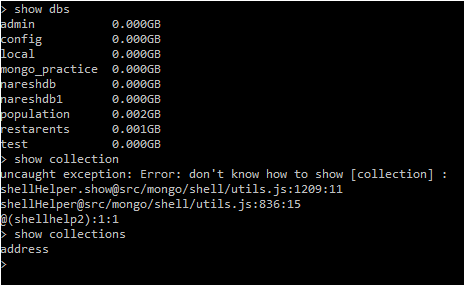 > show dbs
admin          0.000GB
config         0.000GB
local          0.000GB
mongo_practice  0.000GB
nareshdb       0.000GB
nareshdb1      0.000GB
population     0.002GB
restarents     0.001GB
test           0.000GB
> show collection
uncaught exception: Error: don't know how to show [collection] :
shellHelper.show@src/mongo/shell/utils.js:1209:11
shellHelper@src/mongo/shell/utils.js:836:15
@(shellhelp2):1:1
> show collections
address
>